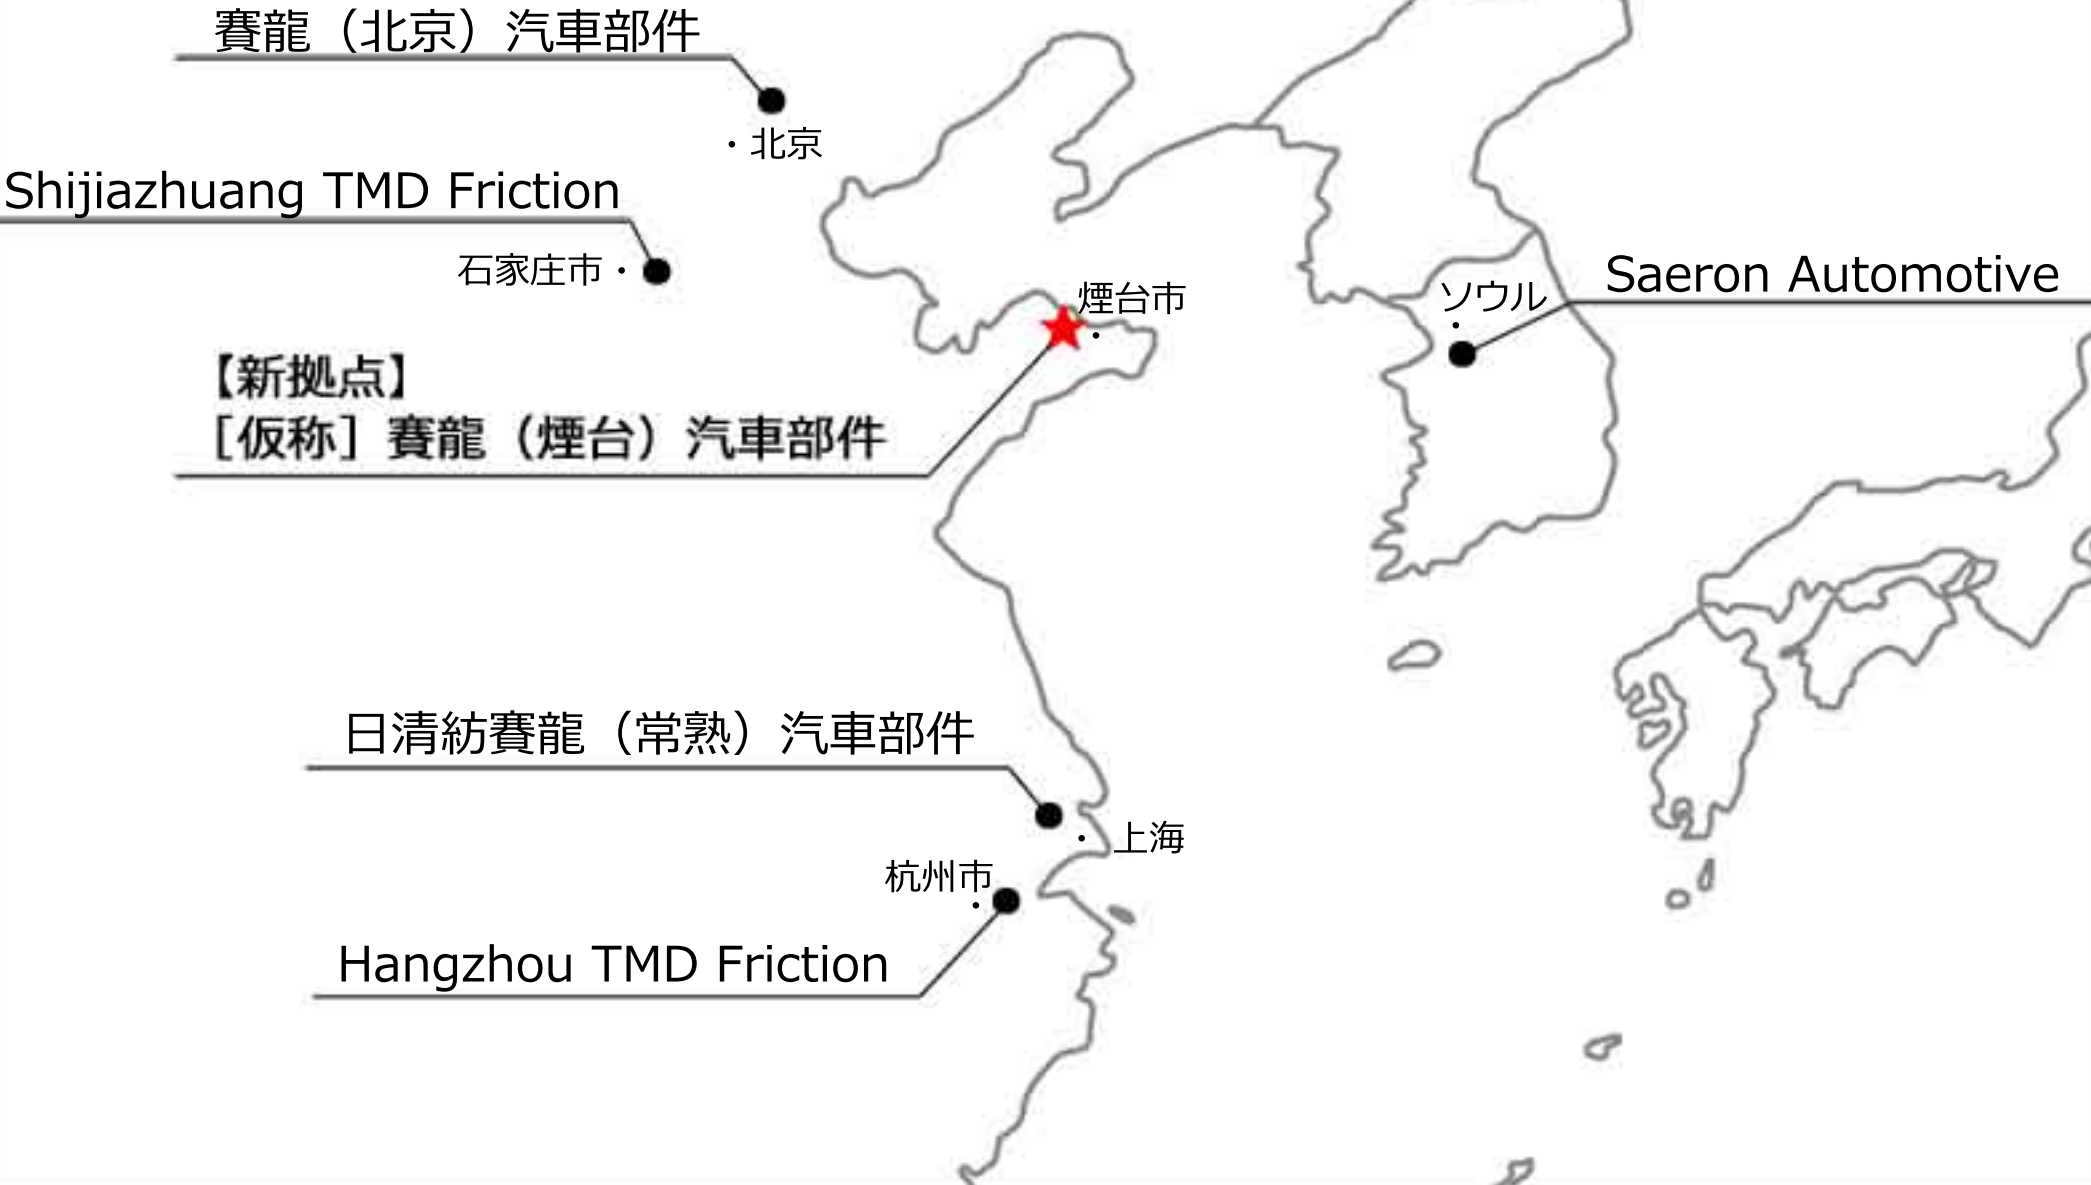 賽龍（北京）汽車部件
・北京
Shijiazhuang TMD Friction
石家庄市・
Saeron Automotive
ソウル
煙台市
【新拠点】
［仮称］賽龍（煙台）汽車部件
日清紡賽龍（常熟）汽車部件
・上海
杭州市
Hangzhou TMD Friction